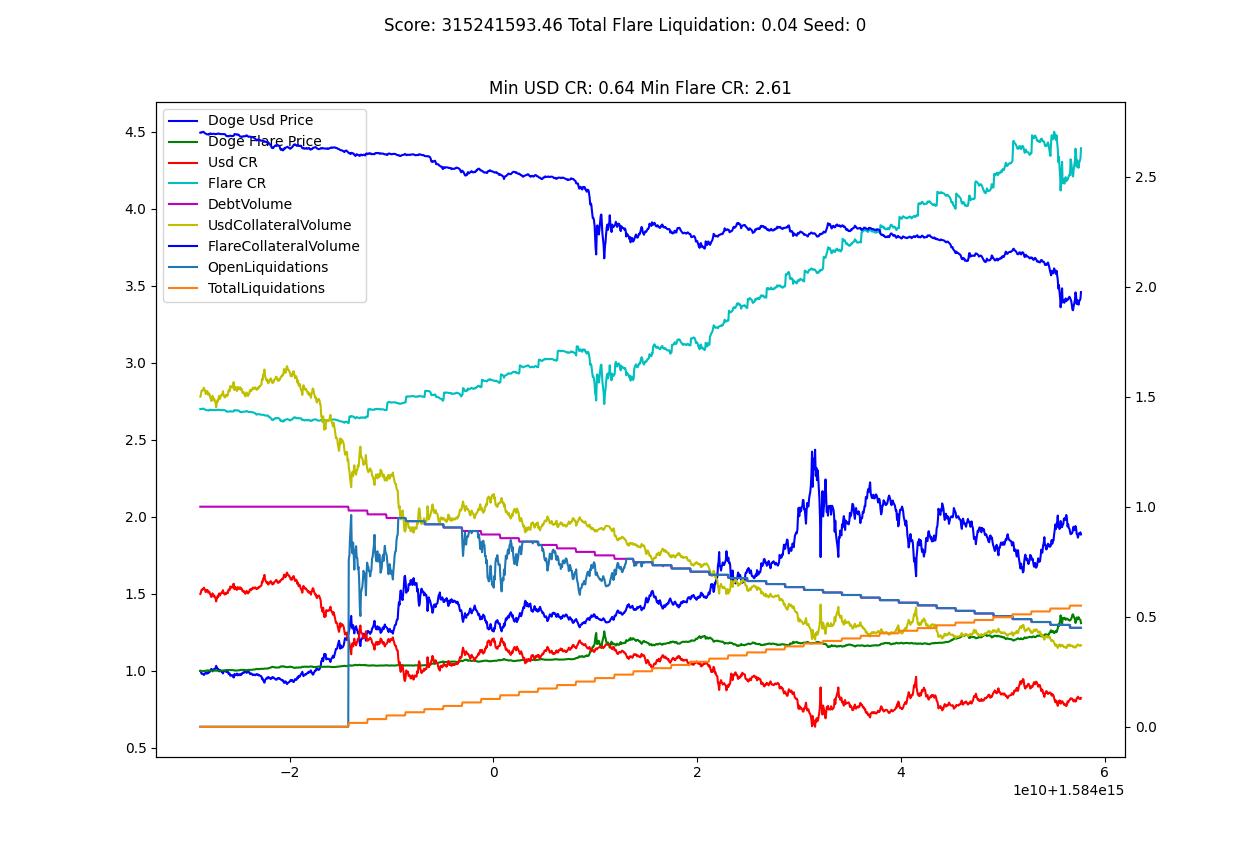 Score: 315241593.46 Total Flare Liquidation: 0.04 Seed: 0
Min USD CR: 0.64 Min Flare CR: 2.61
Doge Usd Price
Doge Flare Price
Usd CR
Flare CR
DebtVolume
UsdCollateralVolume
FlareCollateralVolume
OpenLiquidations
TotalLiquidations
4.5
4.0
3.5
3.0
2.5
2.0
1.5
1.0
0.5
2.5
2.0
1.5
1.0
0.5
0.0
−2 0 2 4 6
1e10+1.584e15